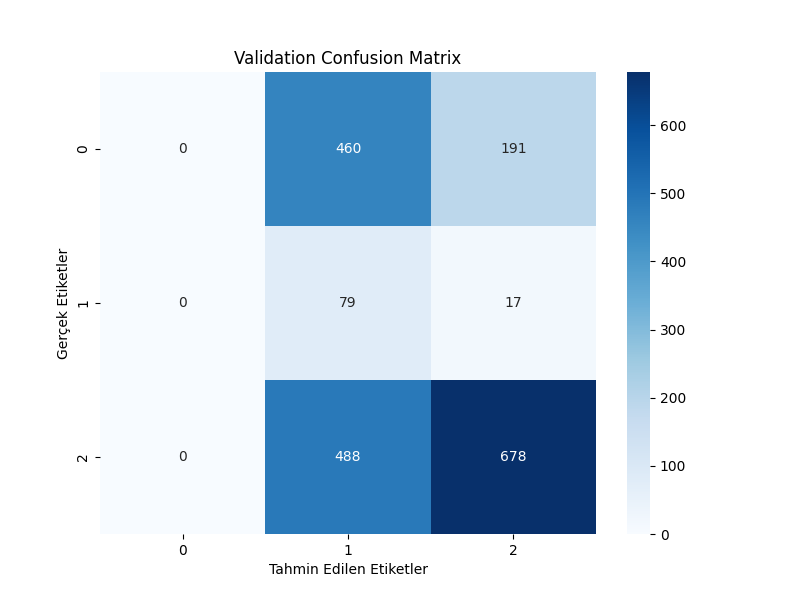 Validation Confusion Matrix
0 0 460 191
1 0 79 17
2 0 488 678
0 1 2
Gerçek Etiketler
Tahmin Edilen Etiketler
600
500
400
300
200
100
0